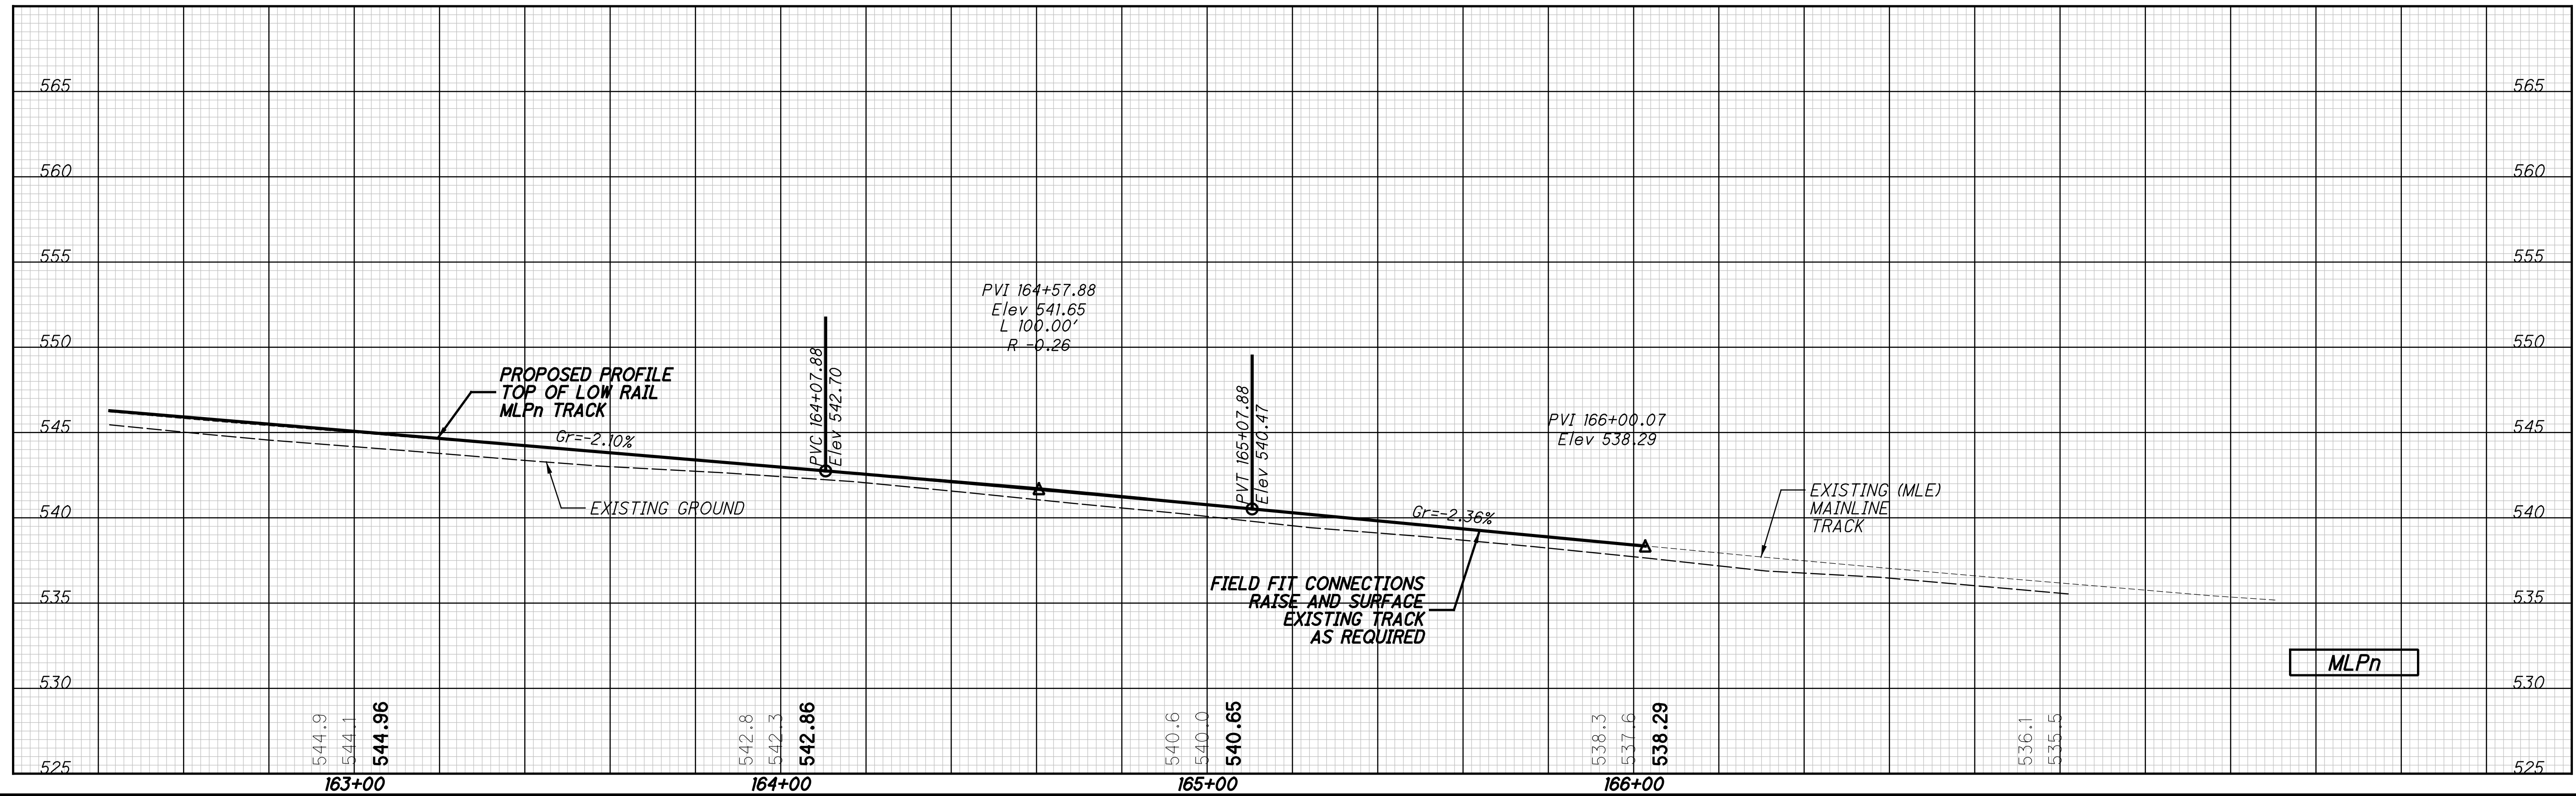 565
565
560
560
555
555
550
550
545
545
540
540
535
535
530
530
525
525
PVI 164+57.88
Elev 541.65
L 100.00'
R -0.26
PROPOSED PROFILE
TOP OF LOW RAIL
MLPn TRACK
Gr=-2.10%
EXISTING GROUND
PVC 164+07.88
Elev 542.70
PVT 165+07.88
Elev 540.47
PVI 166+00.07
Elev 538.29
Gr=-2.36%
EXISTING (MLE)
MAINLINE
TRACK
FIELD FIT CONNECTIONS
RAISE AND SURFACE
EXISTING TRACK
AS REQUIRED
MLPn
544.9
544.1
544.96
542.8
542.3
542.86
540.6
540.0
540.65
538.3
537.6
538.29
536.1
535.5
163+00
164+00
165+00
166+00